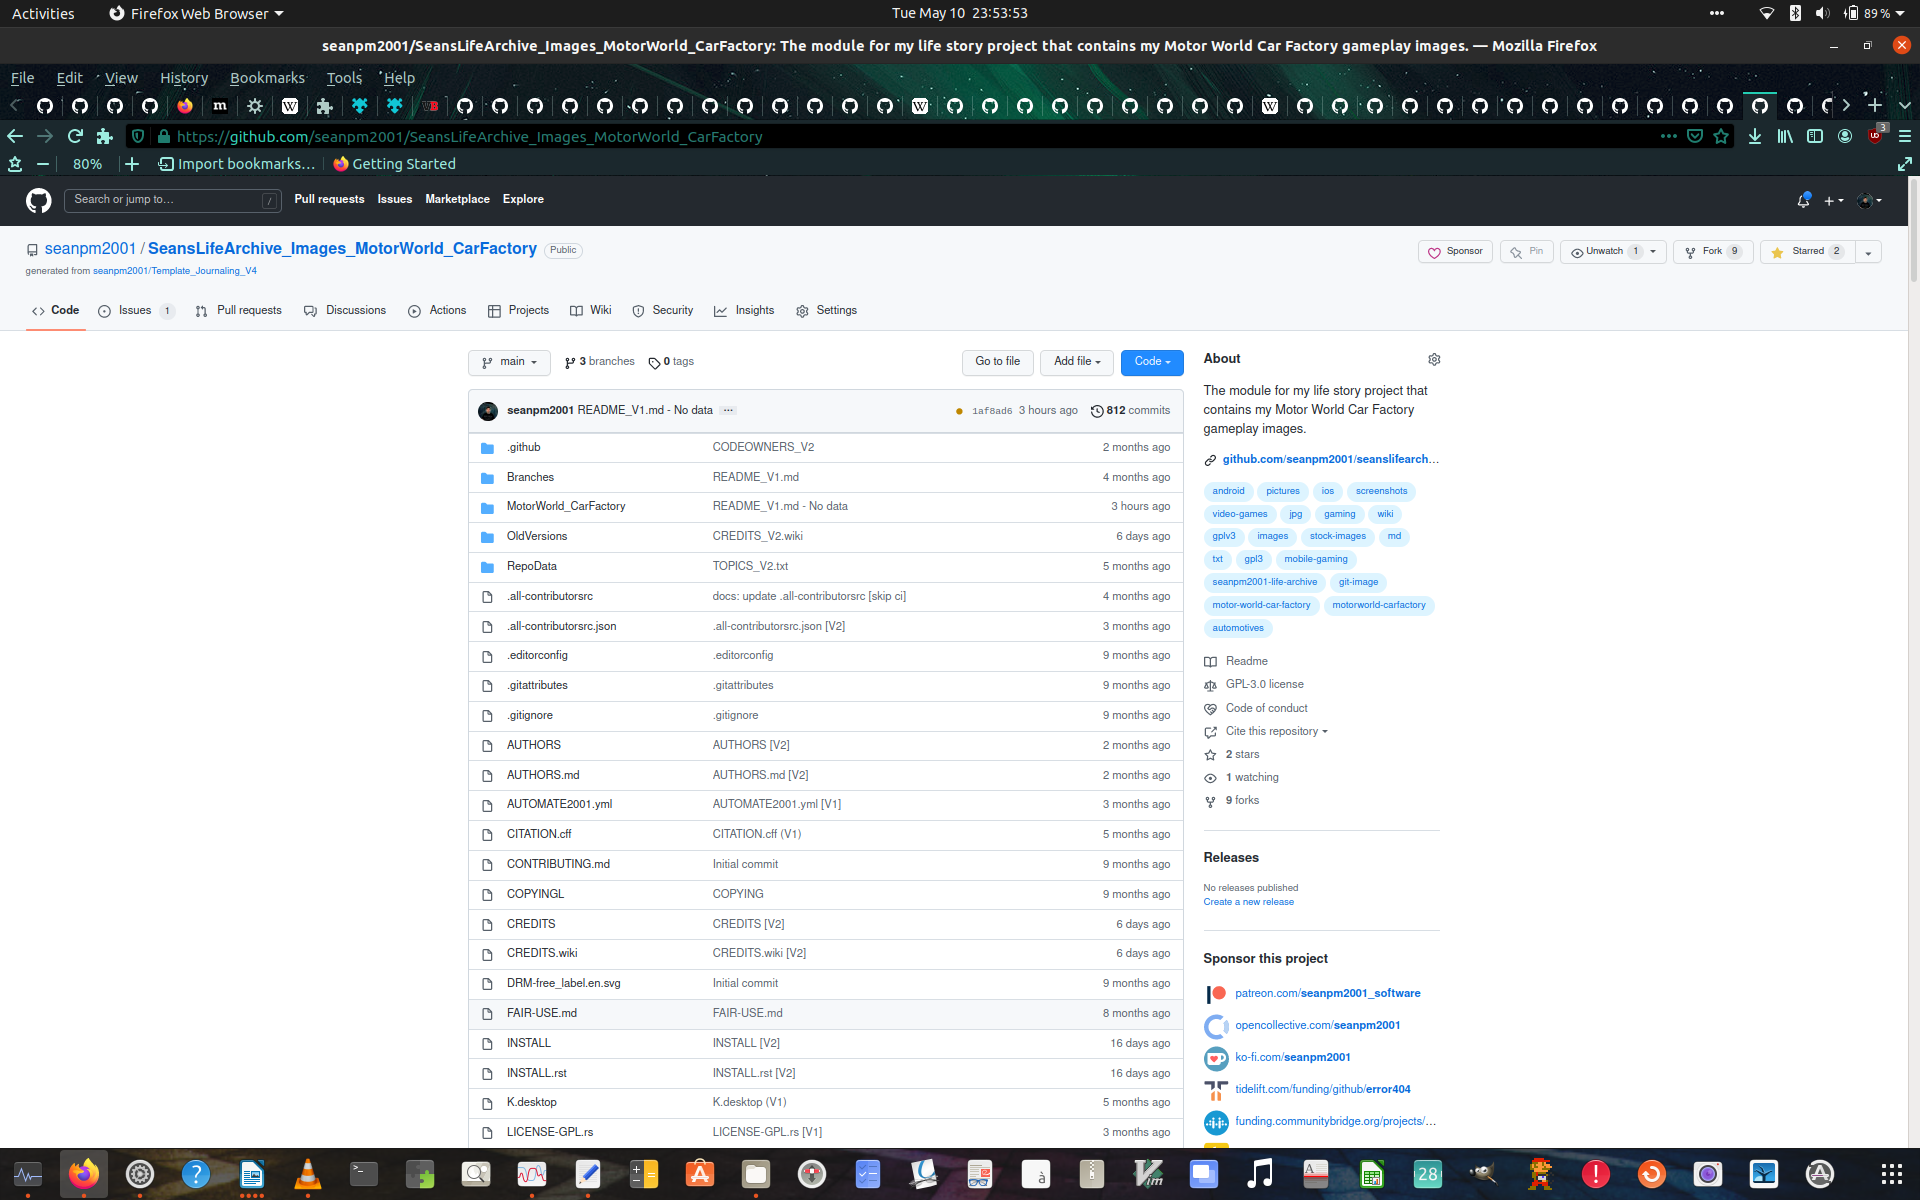 Activities Firefox Web Browser Tue May 10 23:53:53 89 %
seanpm2001/SeansLifeArchive_Images_MotorWorld_CarFactory: The module for my life story project that contains my Motor World Car Factory gameplay images. — Mozilla Firefox
File Edit View History Bookmarks Tools Help
https://github.com/seanpm2001/SeansLifeArchive_Images_MotorWorld_CarFactory 3
80% Import bookmarks... Getting Started
Search or jump to... / Pull requests Issues Marketplace Explore
seanpm2001 / SeansLifeArchive_Images_MotorWorld_CarFactory Public Sponsor Pin Unwatch 1 Fork 9 Starred 2
generated from seanpm2001/Template_Journaling_V4
Code Issues 1 Pull requests Discussions Actions Projects Wiki Security Insights Settings
main 3 branches 0 tags Go to file Add file Code
seanpm2001 README_V1.md - No data ... 1af8ad6 3 hours ago 812 commits
.github CODEOWNERS_V2 2 months ago
Branches README_V1.md 4 months ago
MotorWorld_CarFactory README_V1.md - No data 3 hours ago
OldVersions CREDITS_V2.wiki 6 days ago
RepoData TOPICS_V2.txt 5 months ago
.all-contributorsrc docs: update .all-contributorsrc [skip ci] 4 months ago
.all-contributorsrc.json .all-contributorsrc.json [V2] 3 months ago
.editorconfig .editorconfig 9 months ago
.gitattributes .gitattributes 9 months ago
.gitignore .gitignore 9 months ago
AUTHORS AUTHORS [V2] 2 months ago
AUTHORS.md AUTHORS.md [V2] 2 months ago
AUTOMATE2001.yml AUTOMATE2001.yml [V1] 3 months ago
CITATION.cff CITATION.cff (V1) 5 months ago
CONTRIBUTING.md Initial commit 9 months ago
COPYINGL COPYING 9 months ago
CREDITS CREDITS [V2] 6 days ago
CREDITS.wiki CREDITS.wiki [V2] 6 days ago
DRM-free_label.en.svg Initial commit 9 months ago
FAIR-USE.md FAIR-USE.md 8 months ago
INSTALL INSTALL [V2] 16 days ago
INSTALL.rst INSTALL.rst [V2] 16 days ago
K.desktop K.desktop (V1) 5 months ago
LICENSE-GPL.rs LICENSE-GPL.rs [V1] 3 months ago
About
The module for my life story project that
contains my Motor World Car Factory
gameplay images.
github.com/seanpm2001/seanslifearch...
android pictures ios screenshots
video-games jpg gaming wiki
gplv3 images stock-images md
txt gpl3 mobile-gaming
seanpm2001-life-archive git-image
motor-world-car-factory motorworld-carfactory
automotives
Readme
GPL-3.0 license
Code of conduct
Cite this repository
2 stars
1 watching
9 forks
Releases
No releases published
Create a new release
Sponsor this project
patreon.com/seanpm2001_software
opencollective.com/seanpm2001
ko-fi.com/seanpm2001
tidelift.com/funding/github/error404
funding.communitybridge.org/projects/...
28